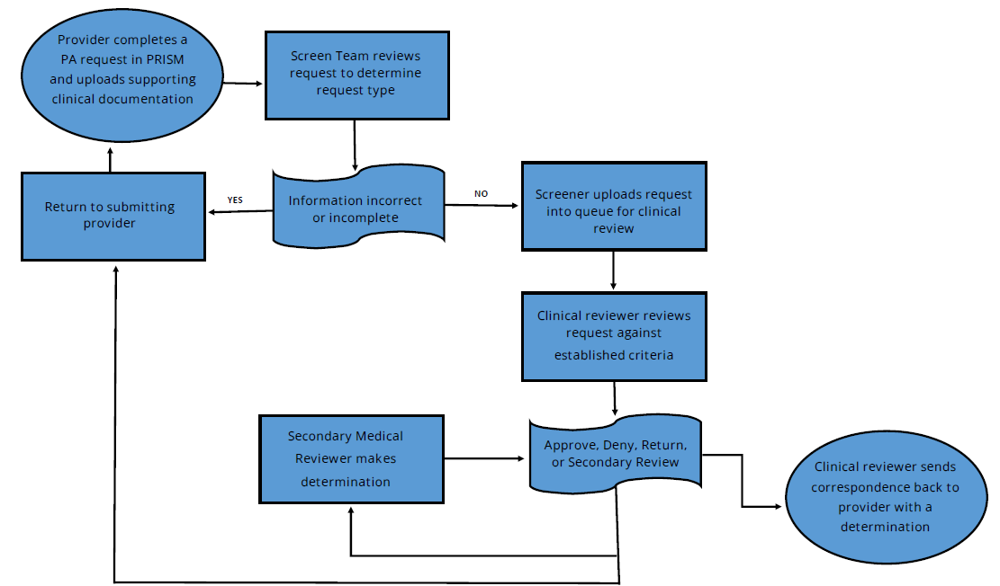 Provider completes a
PA request in PRISM
and uploads supporting
clinical documentation
Screen Team reviews
request to determine
request type
Return to submitting
provider
YES
Information incorrect
or incomplete
NO
Screener uploads request
into queue for clinical
review
Clinical reviewer reviews
request against
established criteria
Secondary Medical
Reviewer makes
determination
Approve, Deny, Return,
or Secondary Review
Clinical reviewer sends
correspondence back to
provider with a
determination